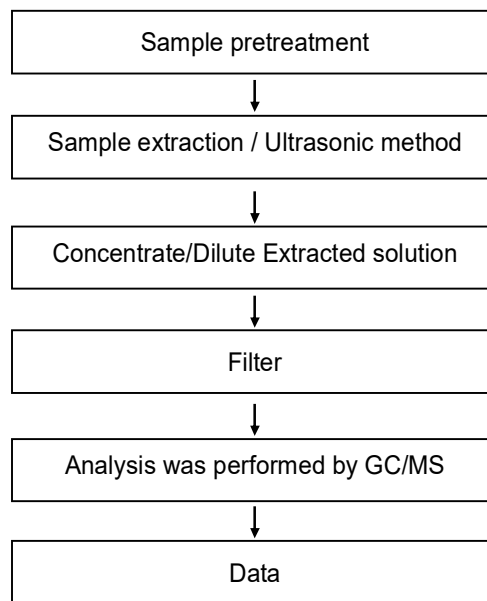 Sample pretreatment
Sample extraction / Ultrasonic method
Concentrate/Dilute Extracted solution
Filter
Analysis was performed by GC/MS
Data